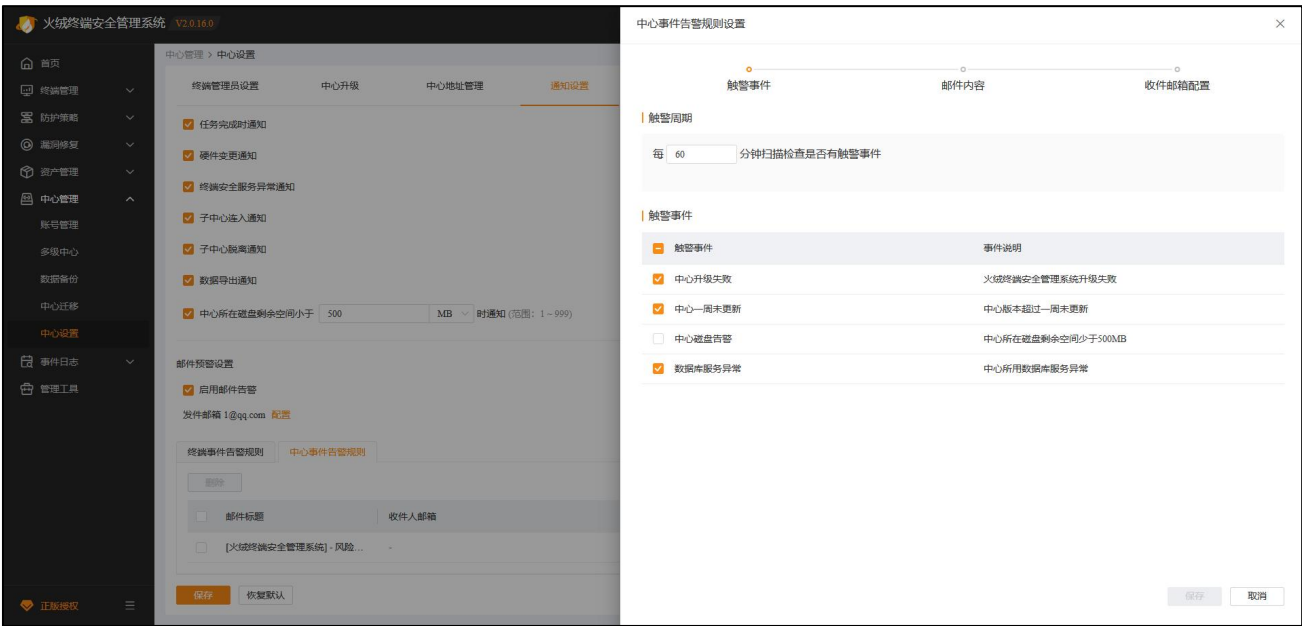 火绒终端安全管理系统 V2.0.16.0
首页
终端管理
防护策略
漏洞修复
资产管理
中心管理
账号管理
多级中心
数据备份
中心迁移
中心设置
事件日志
管理工具
正版授权
中心管理 > 中心设置
终端管理员设置 中心升级 中心地址管理 通知设置
任务完成时通知
硬件变更通知
终端安全服务异常通知
子中心连入通知
子中心脱离通知
数据导出通知
中心所在磁盘剩余空间小于 500 MB 时通知 (范围：1 ~ 999)
邮件预警设置
启用邮件告警
发件邮箱 1@qq.com 配置
终端事件告警规则 中心事件告警规则
删除
邮件标题 收件人邮箱
[火绒终端安全管理系统] - 风险... -
保存 恢复默认
中心事件告警规则设置
触警事件 邮件内容 收件邮箱配置
触警周期
每 60 分钟扫描检查是否有触警事件
触警事件
触警事件 事件说明
中心升级失败 火绒终端安全管理系统升级失败
中心一周未更新 中心版本超过一周未更新
中心磁盘告警 中心所在磁盘剩余空间少于500MB
数据库服务异常 中心所用数据库服务异常
保存 取消